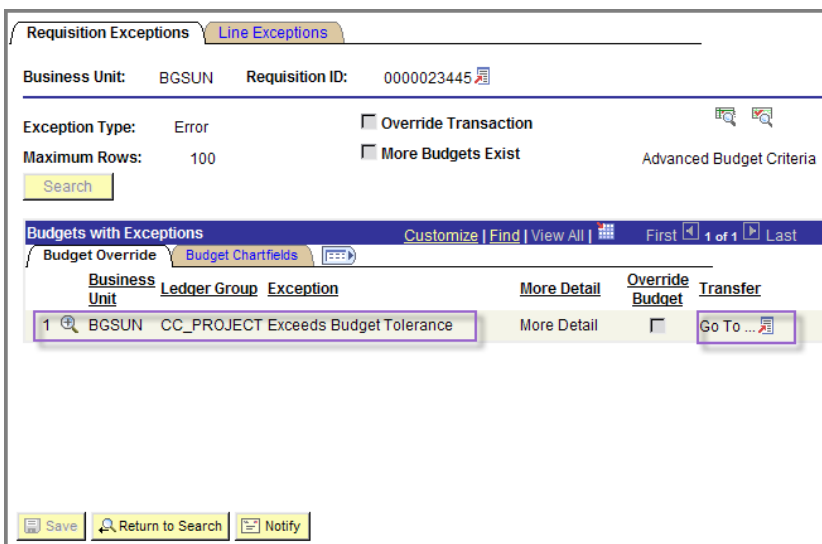 Requisition Exceptions Line Exceptions
Business Unit: BGSUN Requisition ID: 0000023445
Exception Type: Error Override Transaction
Maximum Rows: 100 More Budgets Exist Advanced Budget Criteria
Search
Budgets with Exceptions Customize | Find | View All | First 1 of 1 Last
Budget Override Budget Chartfields
Business Unit Ledger Group Exception More Detail Override Budget Transfer
1 BGSUN CC_PROJECT Exceeds Budget Tolerance More Detail Go To ...
Save Return to Search Notify